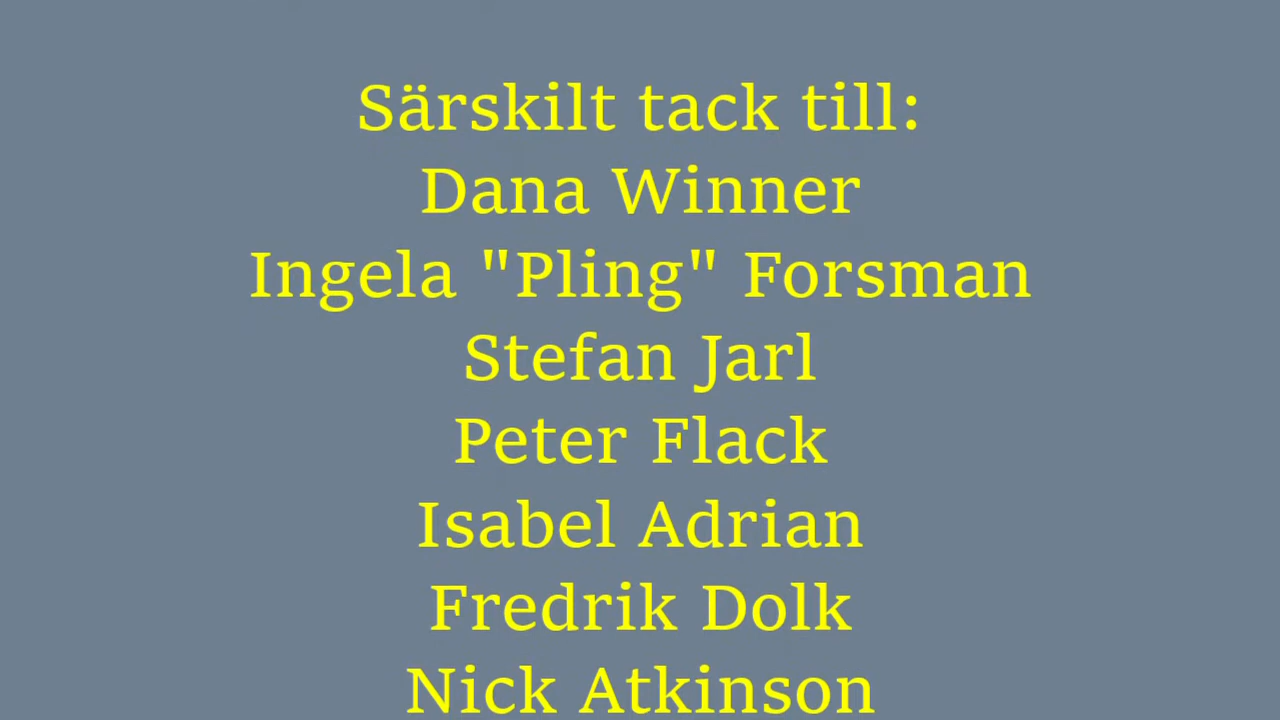 Särskilt tack till:
Dana Winner
Ingela "Pling" Forsman
Stefan Jarl
Peter Flack
Isabel Adrian
Fredrik Dolk
Nick Atkinson